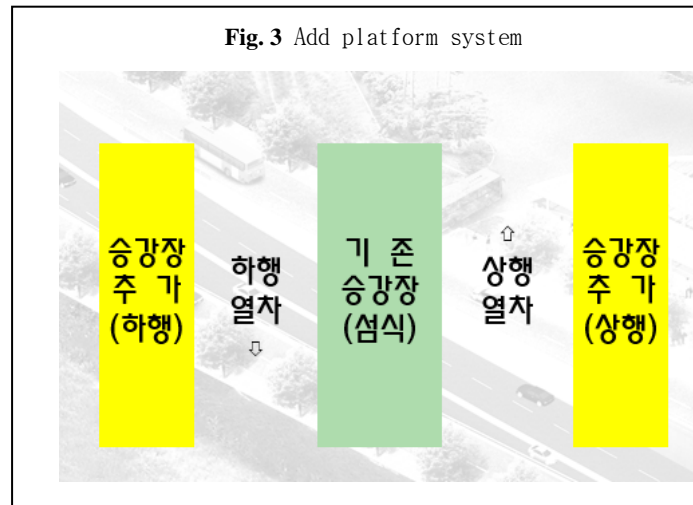 Fig. 3 Add platform system
승강장
추 가
(하행)
하행
열차
⇩
기 존
승강장
(섬식)
⇧
상행
열차
승강장
추 가
(상행)